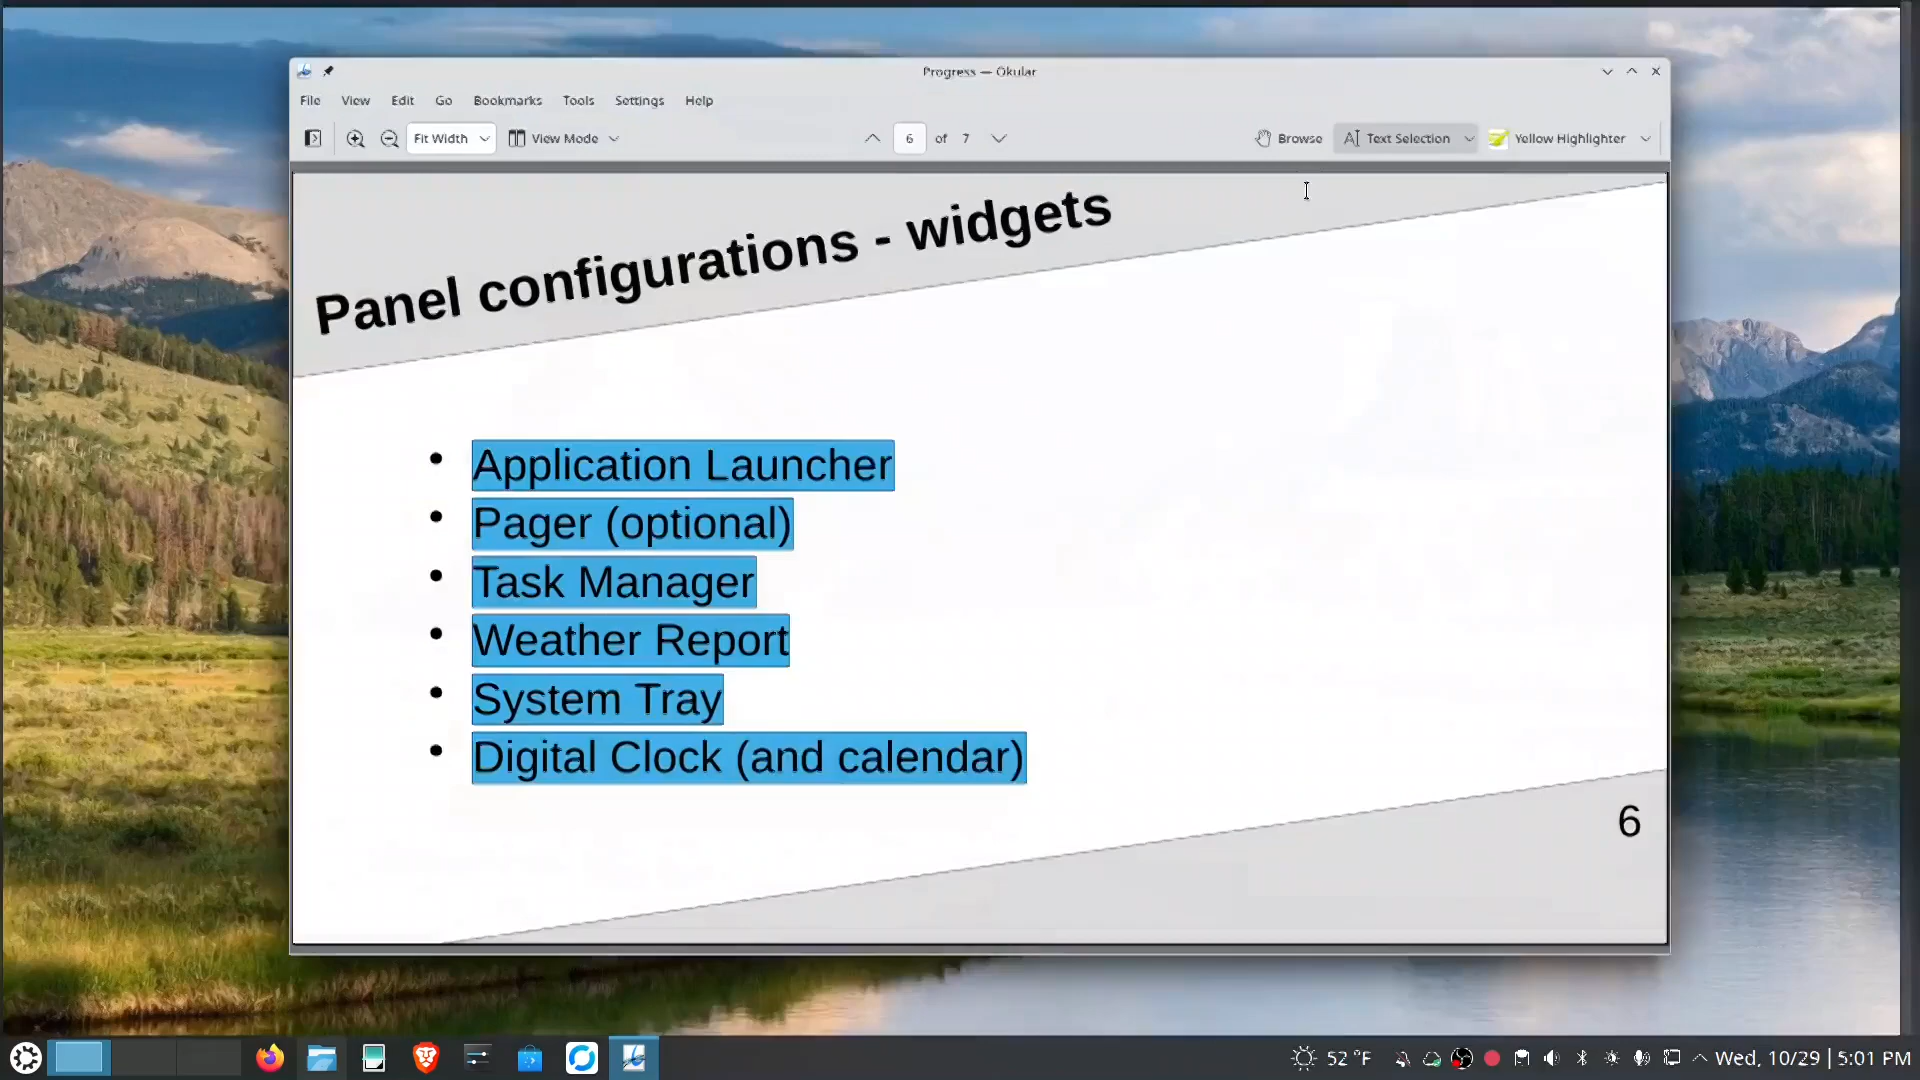 Progress — Okular
File View Edit Go Bookmarks Tools Settings Help
Fit Width View Mode 6 of 7 Browse Text Selection Yellow Highlighter
Panel configurations - widgets
• Application Launcher
• Pager (optional)
• Task Manager
• Weather Report
• System Tray
• Digital Clock (and calendar)
6
52 °F Wed, 10/29 | 5:01 PM